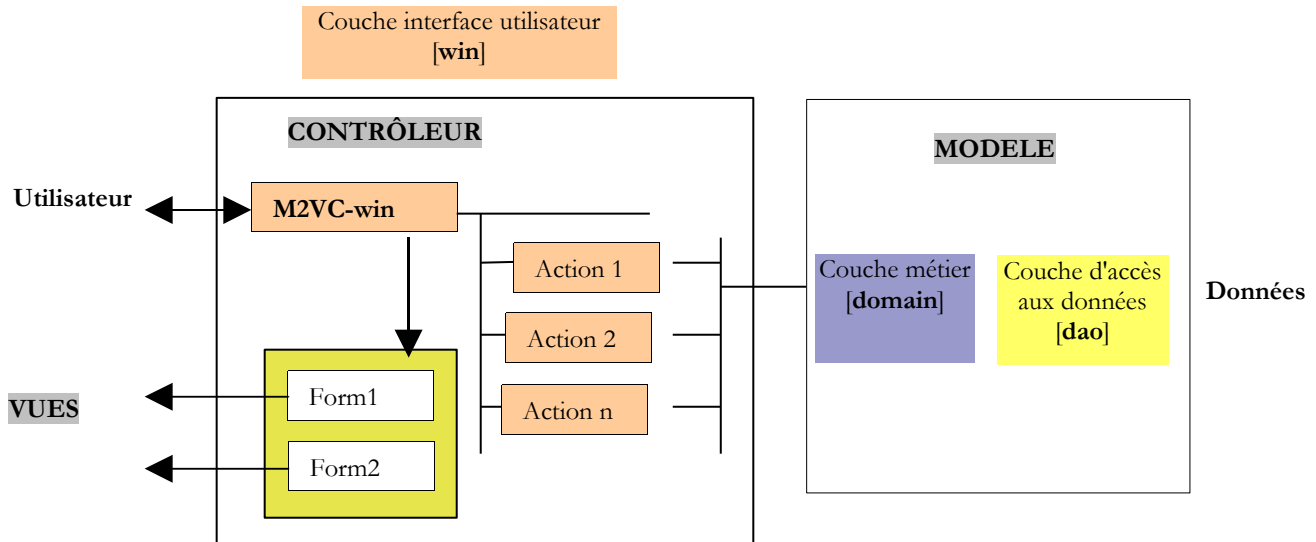 Couche interface utilisateur
[win]
CONTRÔLEUR
MODELE
Utilisateur
M2VC-win
Action 1
Couche métier
[domain]
Couche d'accès
aux données
[dao]
Données
Action 2
Form1
Action n
VUES
Form2